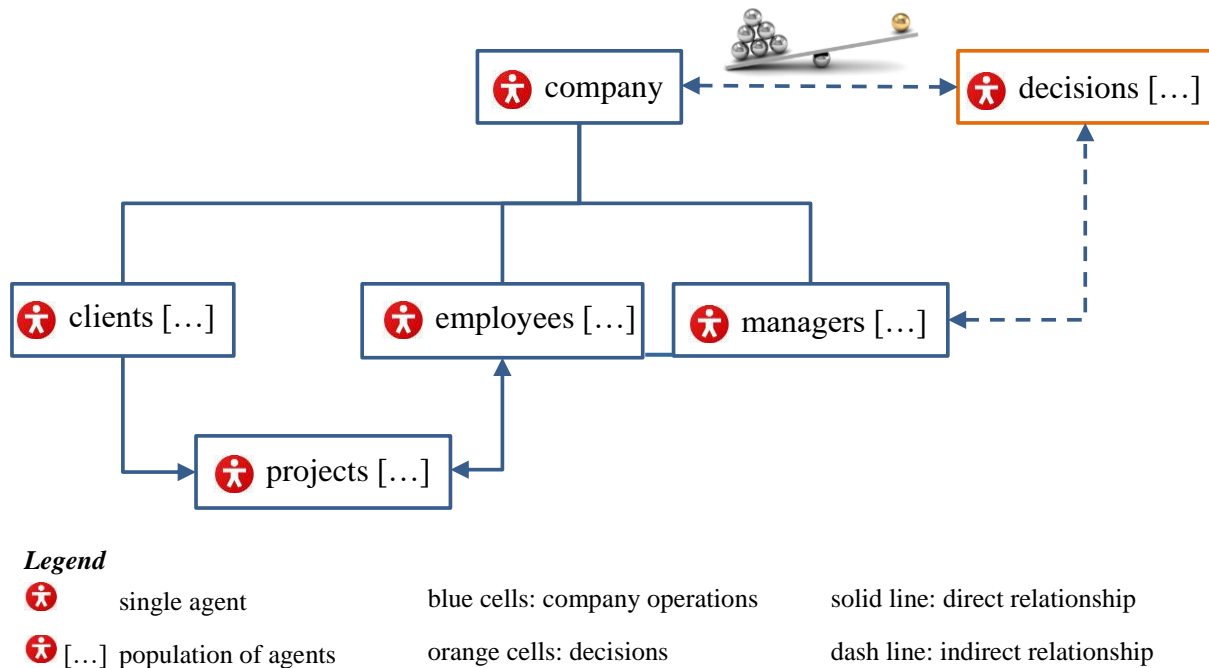 company
decisions […]
clients […]
employees […]
managers […]
projects […]
Legend
single agent
blue cells: company operations
solid line: direct relationship
[…] population of agents
orange cells: decisions
dash line: indirect relationship